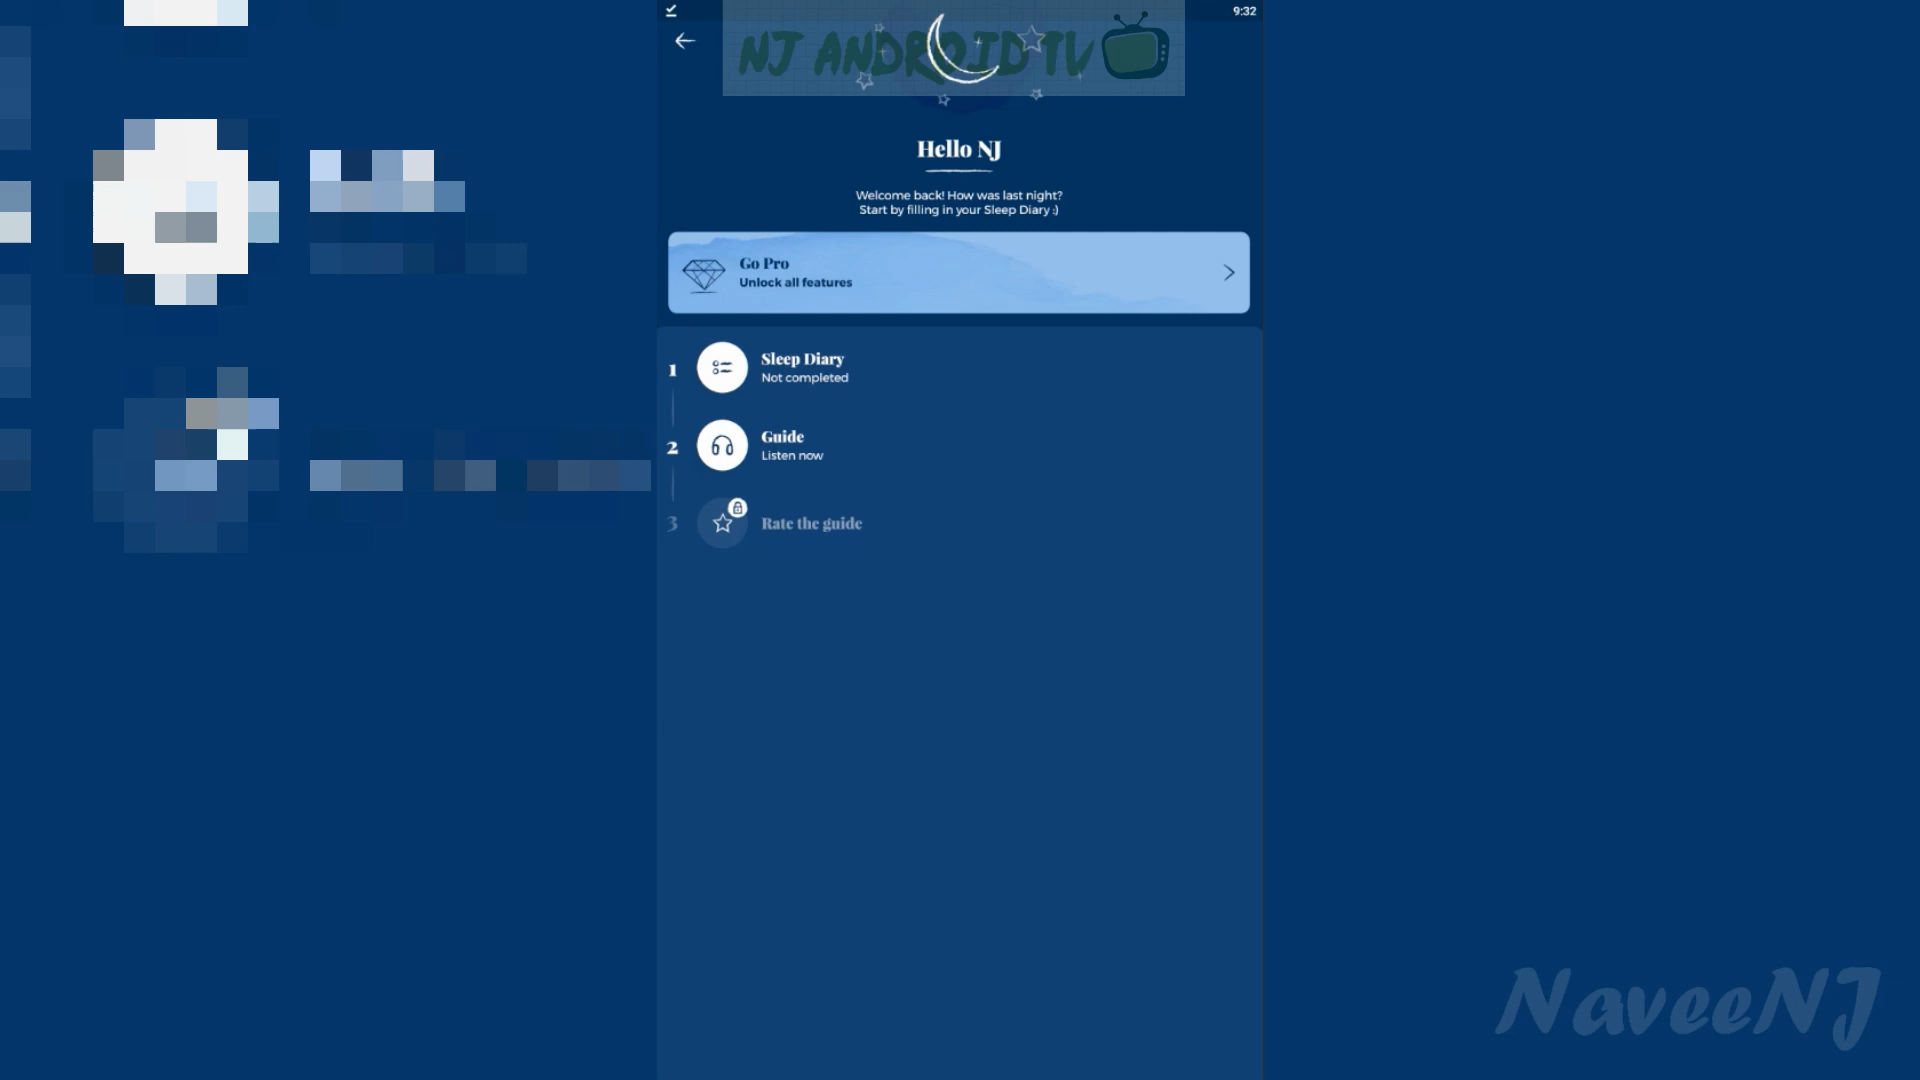 9:32
NJ ANDROID TV
Hello NJ
Welcome back! How was last night?
Start by filling in your Sleep Diary :)
Go Pro
Unlock all features
1
Sleep Diary
Not completed
2
Guide
Listen now
3
Rate the guide
NaveeNJ